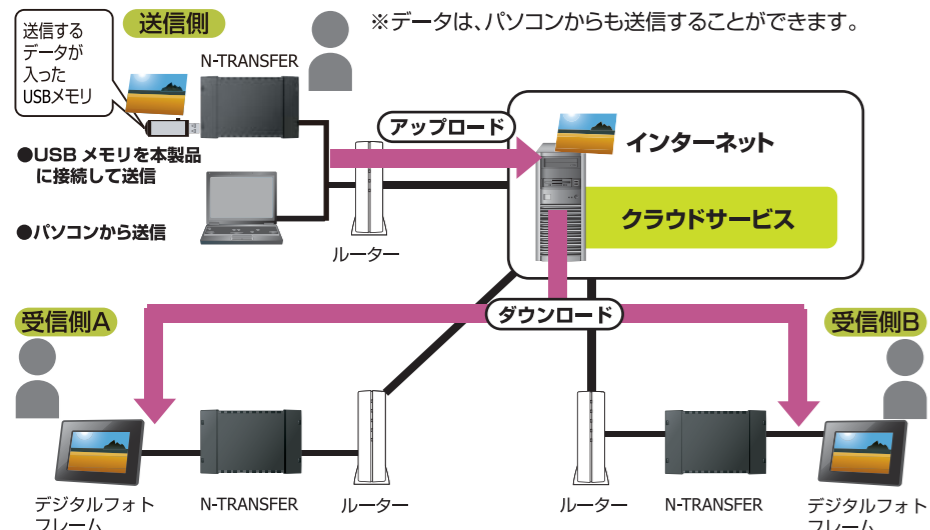 送信する
データが
入った
USBメモリ
送信側
※データは、パソコンからも送信することができます。
N-TRANSFER
アップロード
インターネット
●USB メモリを本製品
に接続して送信
クラウドサービス
●パソコンから送信
ルーター
受信側A
ダウンロード
受信側B
デジタルフォト
フレーム
N-TRANSFER
ルーター
ルーター
N-TRANSFER
デジタルフォト
フレーム